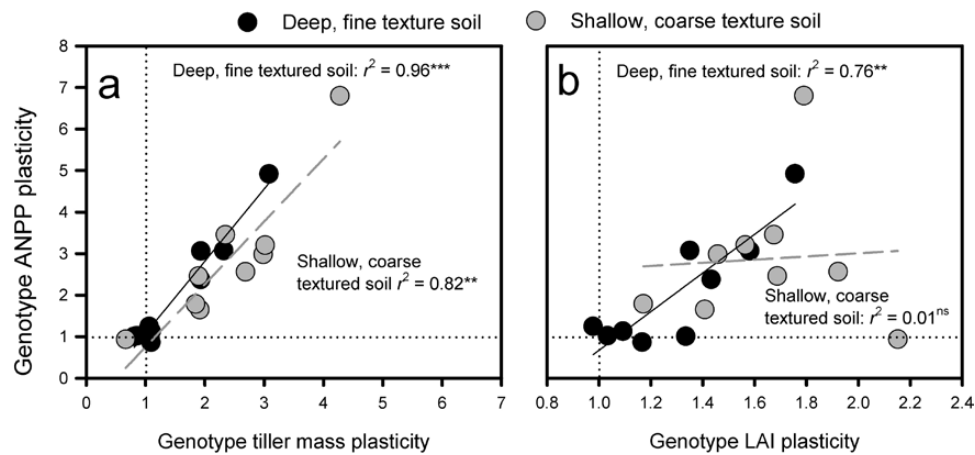 Deep, fine texture soil
Shallow, coarse texture soil
a
Deep, fine textured soil: r² = 0.96***
Shallow, coarse
textured soil r² = 0.82**
8
7
6
5
4
3
2
1
0
0 1 2 3 4 5 6 7
Genotype ANPP plasticity
Genotype tiller mass plasticity
b
Deep, fine textured soil: r² = 0.76**
Shallow, coarse
textured soil: r² = 0.01ⁿˢ
0.8 1.0 1.2 1.4 1.6 1.8 2.0 2.2 2.4
Genotype LAI plasticity